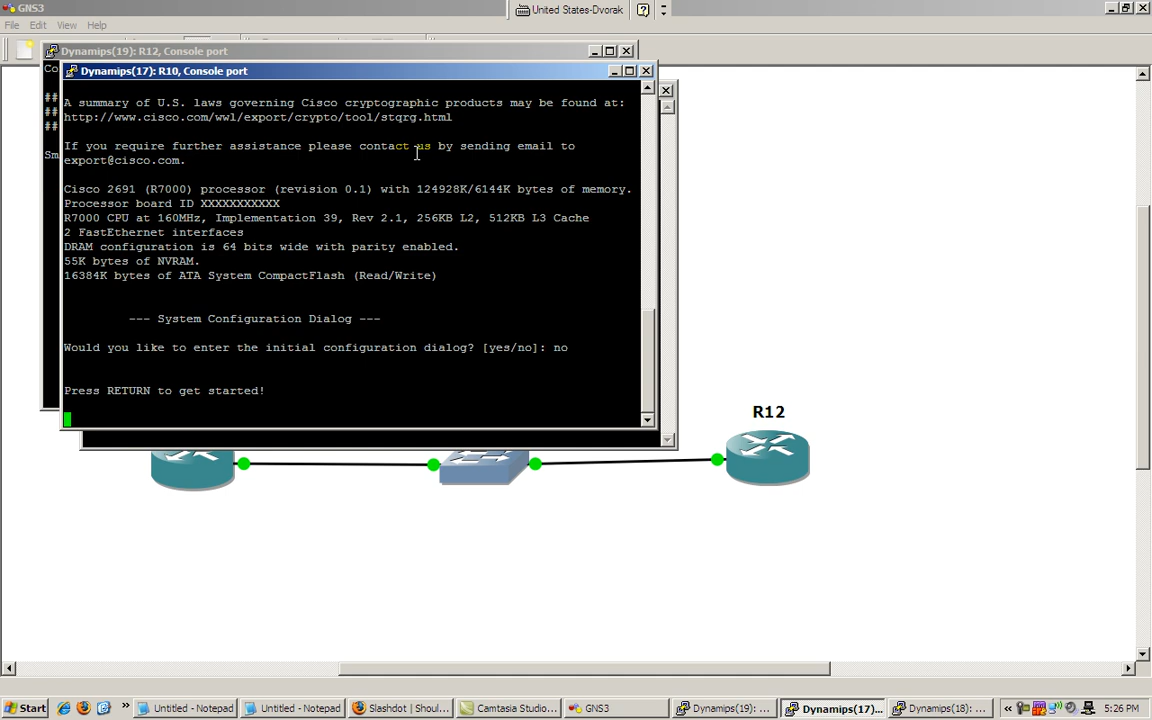 GNS3
United States-Dvorak
File Edit View Help
Dynamips(19): R12, Console port
Co
Dynamips(17): R10, Console port
##
##
##
Sm
A summary of U.S. laws governing Cisco cryptographic products may be found at:
http://www.cisco.com/wwl/export/crypto/tool/stqrg.html
If you require further assistance please contact us by sending email to
export@cisco.com.
Cisco 2691 (R7000) processor (revision 0.1) with 124928K/6144K bytes of memory.
Processor board ID XXXXXXXXXXX
R7000 CPU at 160MHz, Implementation 39, Rev 2.1, 256KB L2, 512KB L3 Cache
2 FastEthernet interfaces
DRAM configuration is 64 bits wide with parity enabled.
55K bytes of NVRAM.
16384K bytes of ATA System CompactFlash (Read/Write)
--- System Configuration Dialog ---
Would you like to enter the initial configuration dialog? [yes/no]: no
Press RETURN to get started!
R12
Start
Untitled - Notepad
Untitled - Notepad
Slashdot | Shoul...
Camtasia Studio...
GNS3
Dynamips(19): ...
Dynamips(17)...
Dynamips(18): ...
5:26 PM